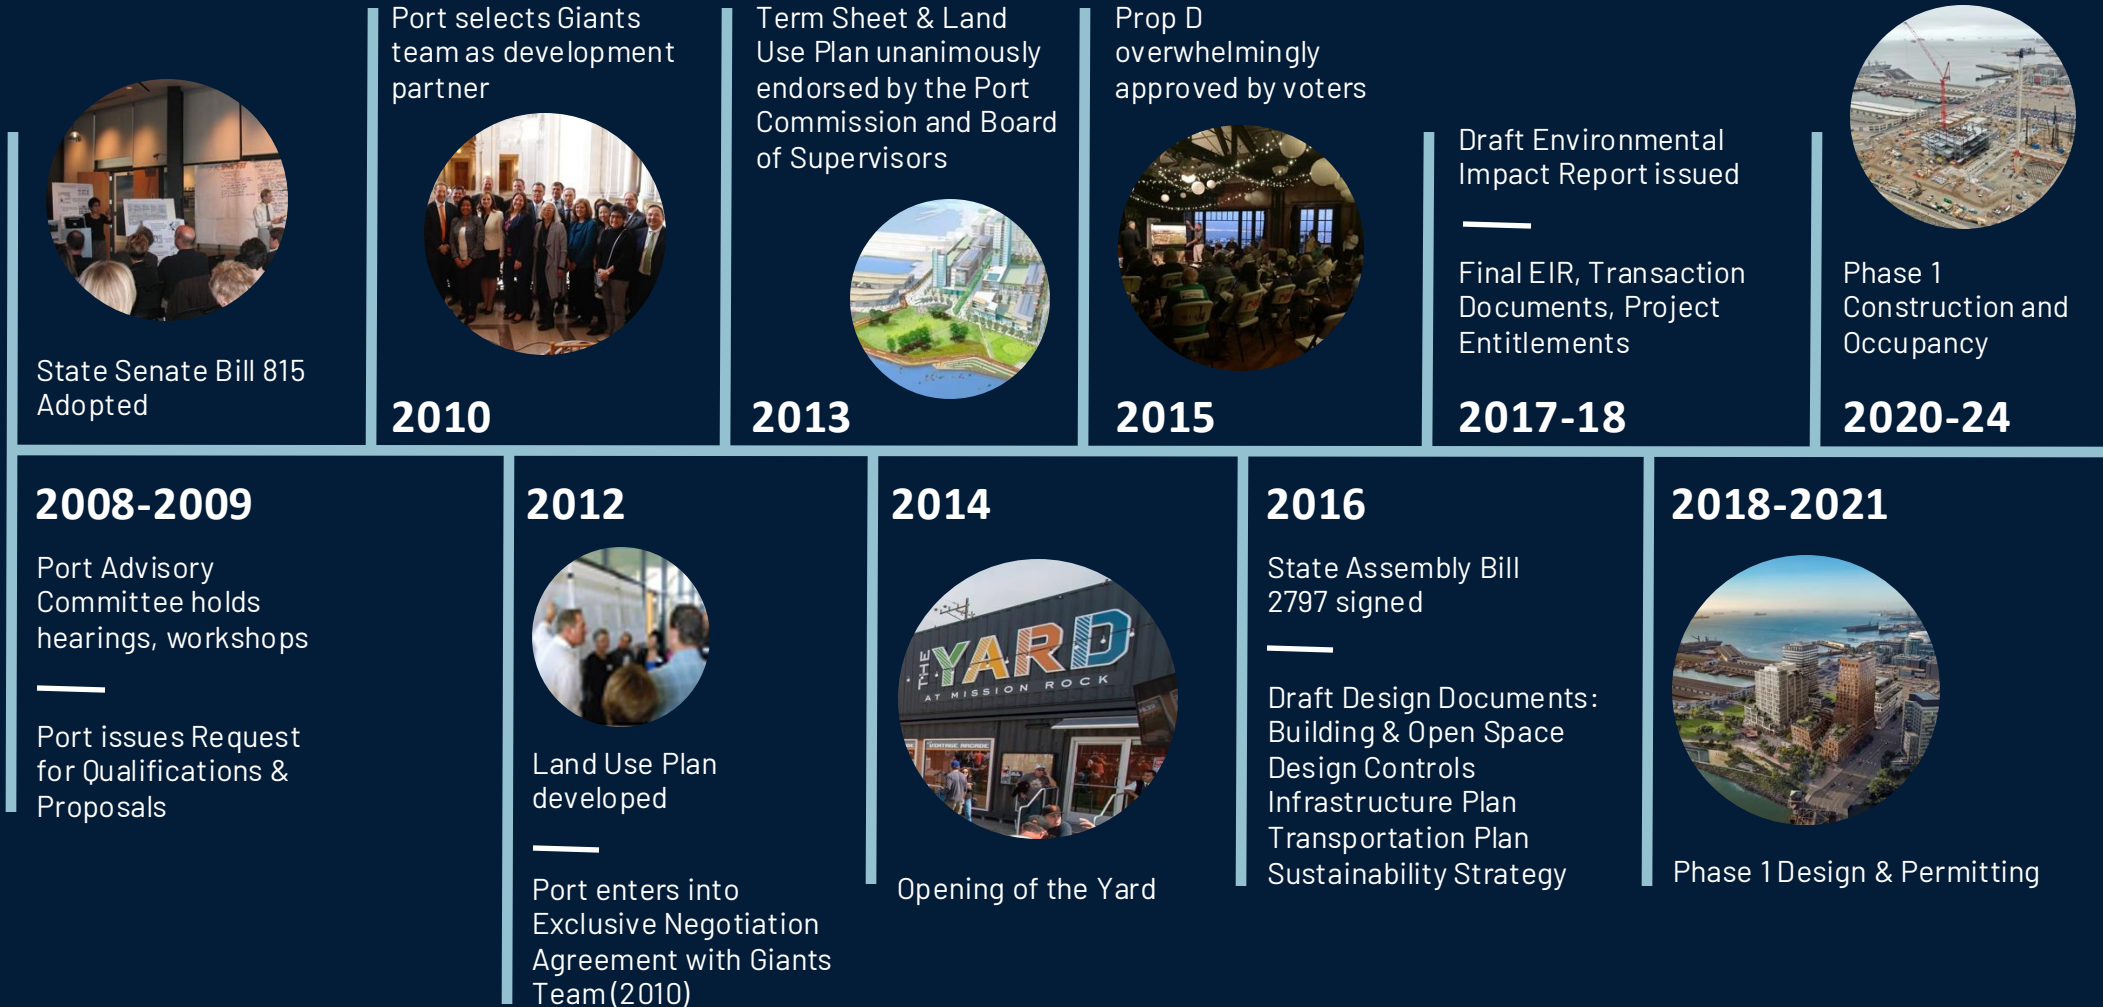 State Senate Bill 815
Adopted
2008-2009
Port Advisory
Committee holds
hearings, workshops
Port issues Request
for Qualifications &
Proposals
Port selects Giants
team as development
partner
2010
2012
Land Use Plan
developed
Port enters into
Exclusive Negotiation
Agreement with Giants
Team (2010)
Term Sheet & Land
Use Plan unanimously
endorsed by the Port
Commission and Board
of Supervisors
2013
2014
THE YARD
AT MISSION ROCK
VINTAGE ARCADE
Opening of the Yard
Prop D
overwhelmingly
approved by voters
2015
2016
State Assembly Bill
2797 signed
Draft Design Documents:
Building & Open Space
Design Controls
Infrastructure Plan
Transportation Plan
Sustainability Strategy
Draft Environmental
Impact Report issued
Final EIR, Transaction
Documents, Project
Entitlements
2017-18
2018-2021
Phase 1 Design & Permitting
Phase 1
Construction and
Occupancy
2020-24